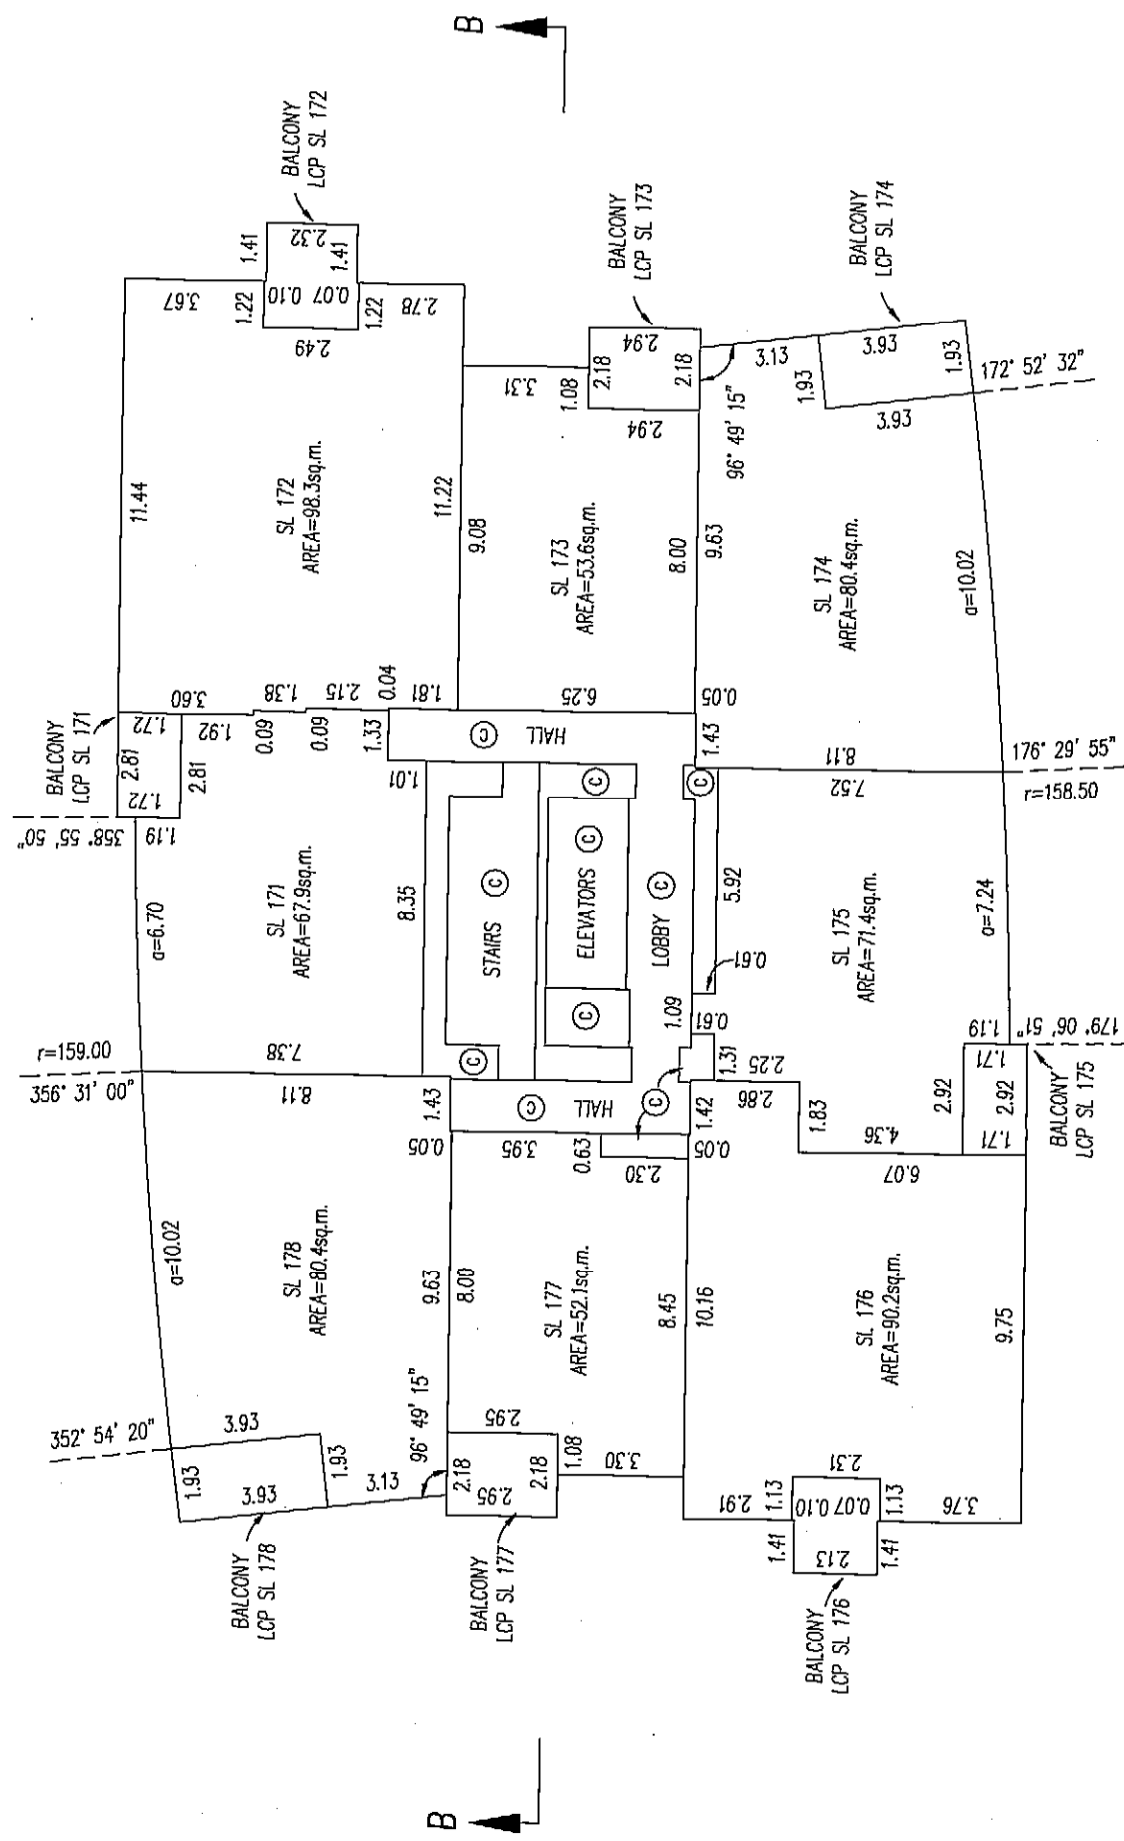 B
BALCONY
LCP SL 172
1.41
2.32
1.41
3.67
1.22
0.10
0.07
1.22
2.78
2.49
11.44
SL 172
AREA=98.3sq.m.
11.22
BALCONY
LCP SL 173
2.94
2.18
2.18
3.31
1.08
2.94
9.08
SL 173
AREA=53.6sq.m.
8.00
6.25
BALCONY
LCP SL 174
3.13
3.93
1.93
1.93
3.93
172° 52' 32"
96° 49' 15"
9.63
SL 174
AREA=80.4sq.m.
a=10.02
0.05
1.43
8.11
176° 29' 55"
r=158.50
BALCONY
LCP SL 171
1.72
2.81
1.72
2.81
358° 55' 50"
1.19
3.60
1.92
1.38
0.09
2.15
0.09
0.04
1.33
1.81
1.01
a=6.70
SL 171
AREA=67.9sq.m.
8.35
7.38
r=159.00
356° 31' 00"
HALL
C
C
C
STAIRS
C
ELEVATORS
C
LOBBY
C
C
C
7.52
5.92
0.61
SL 175
AREA=71.4sq.m.
a=7.24
1.09
0.61
1.31
2.25
1.19
179° 06' 51"
1.71
2.92
2.92
1.71
BALCONY
LCP SL 175
8.11
1.43
HALL
C
C
1.42
2.86
1.83
4.36
6.07
0.05
3.95
0.63
2.30
0.05
a=10.02
SL 178
AREA=80.4sq.m.
9.63
352° 54' 20"
3.93
1.93
1.93
3.93
3.13
96° 49' 15"
BALCONY
LCP SL 178
8.00
SL 177
AREA=52.1sq.m.
8.45
2.95
2.18
2.18
2.95
1.08
3.30
BALCONY
LCP SL 177
10.16
SL 176
AREA=90.2sq.m.
9.75
2.31
2.91
1.13
0.10
0.07
1.13
3.76
1.41
2.13
1.41
BALCONY
LCP SL 176
B